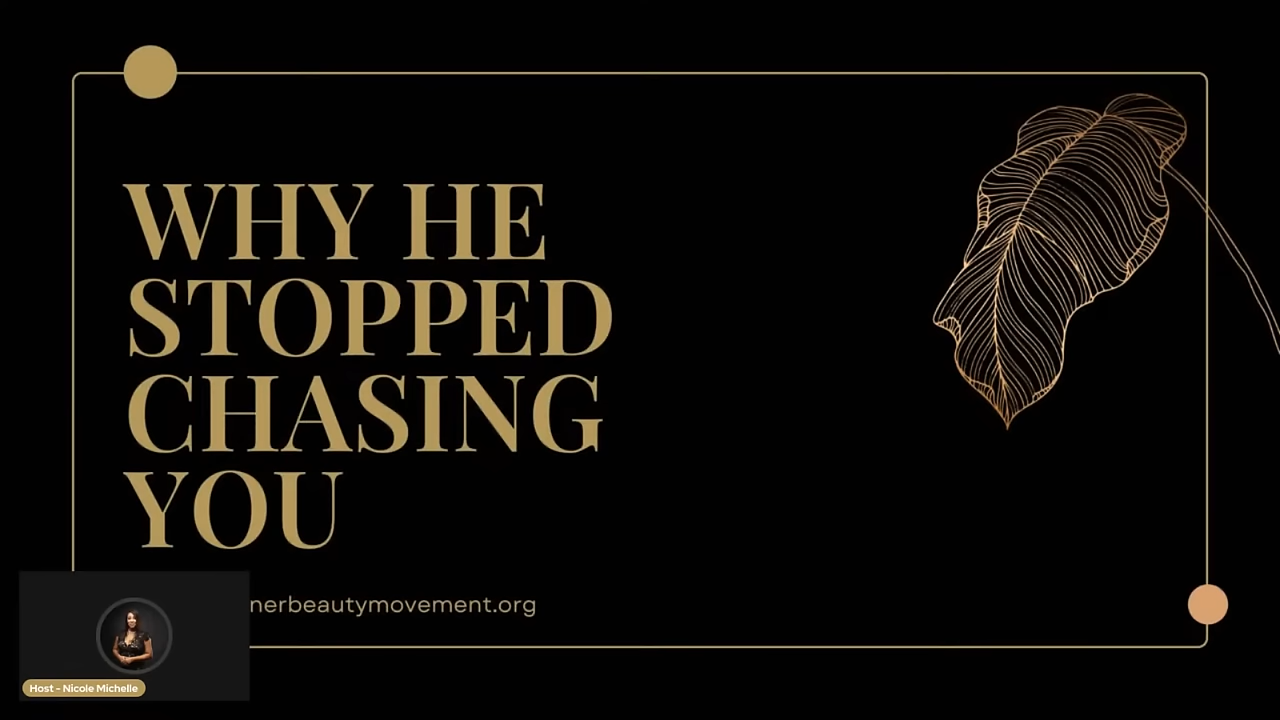 WHY HE
STOPPED
CHASING
YOU
nerbeautymovement.org
Host - Nicole Michelle